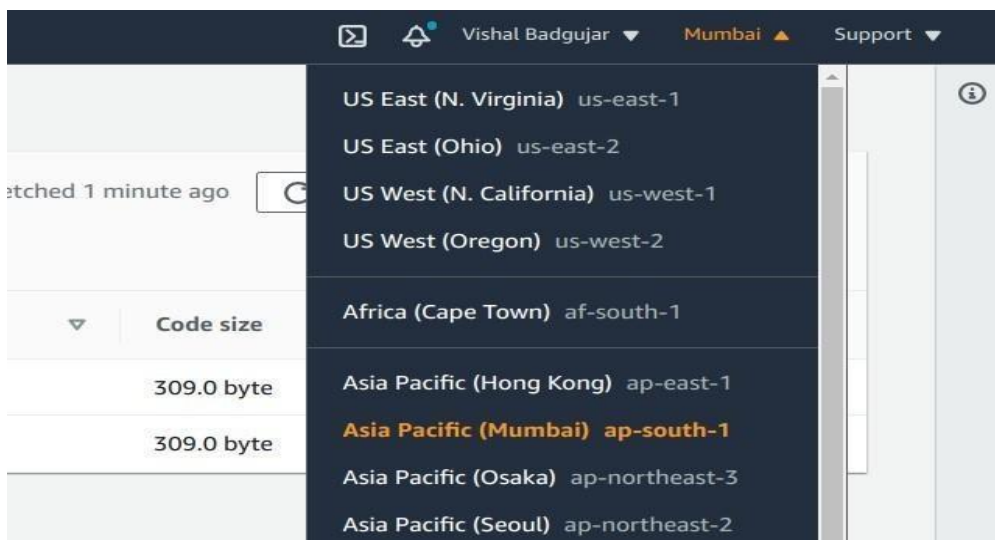 Vishal Badgujar ▼ Mumbai ▲ Support ▼
US East (N. Virginia) us-east-1
US East (Ohio) us-east-2
etched 1 minute ago
US West (N. California) us-west-1
US West (Oregon) us-west-2
Africa (Cape Town) af-south-1
Code size
Asia Pacific (Hong Kong) ap-east-1
309.0 byte
Asia Pacific (Mumbai) ap-south-1
309.0 byte
Asia Pacific (Osaka) ap-northeast-3
Asia Pacific (Seoul) ap-northeast-2